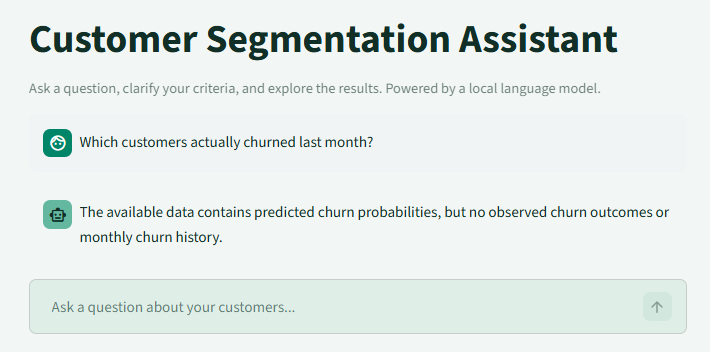 Customer Segmentation Assistant
Ask a question, clarify your criteria, and explore the results. Powered by a local language model.
Which customers actually churned last month?
The available data contains predicted churn probabilities, but no observed churn outcomes or
monthly churn history.
Ask a question about your customers...